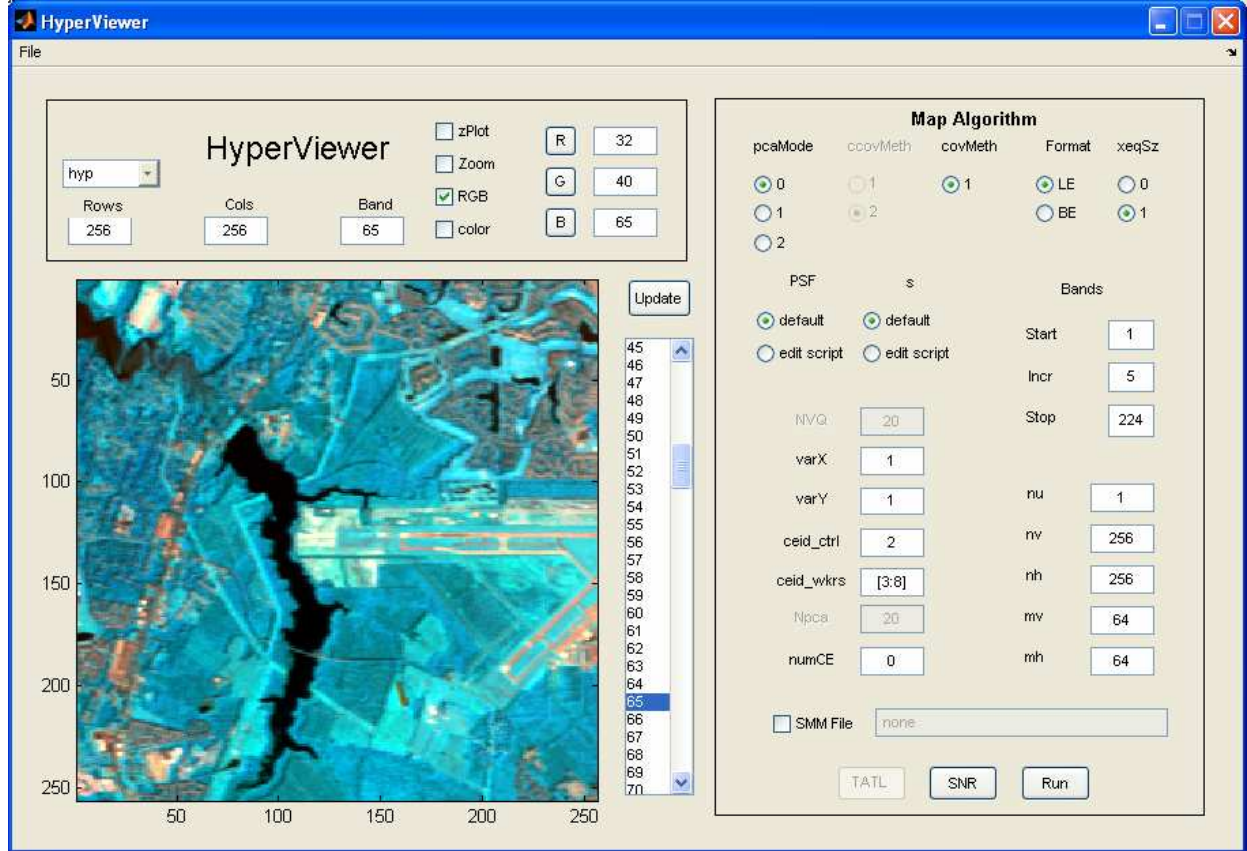 HyperViewer
File
HyperViewer
hyp
Rows
Cols
Band
256
256
65
zPlot
Zoom
RGB
color
R
32
G
40
B
65
Update
45
46
47
48
49
50
51
52
53
54
55
56
57
58
59
60
61
62
63
64
65
66
67
68
69
70
50
100
150
200
250
50
100
150
200
250
Map Algorithm
pcaMode
ccovMeth
covMeth
Format
xeqSz
0
1
1
LE
0
1
2
BE
1
2
PSF
s
Bands
default
default
edit script
edit script
Start
1
Incr
5
Stop
224
NVQ
20
varX
1
varY
1
ceid_ctrl
2
ceid_wkrs
[3:8]
Npca
20
numCE
0
nu
1
nv
256
nh
256
mv
64
mh
64
SMM File
none
TATL
SNR
Run